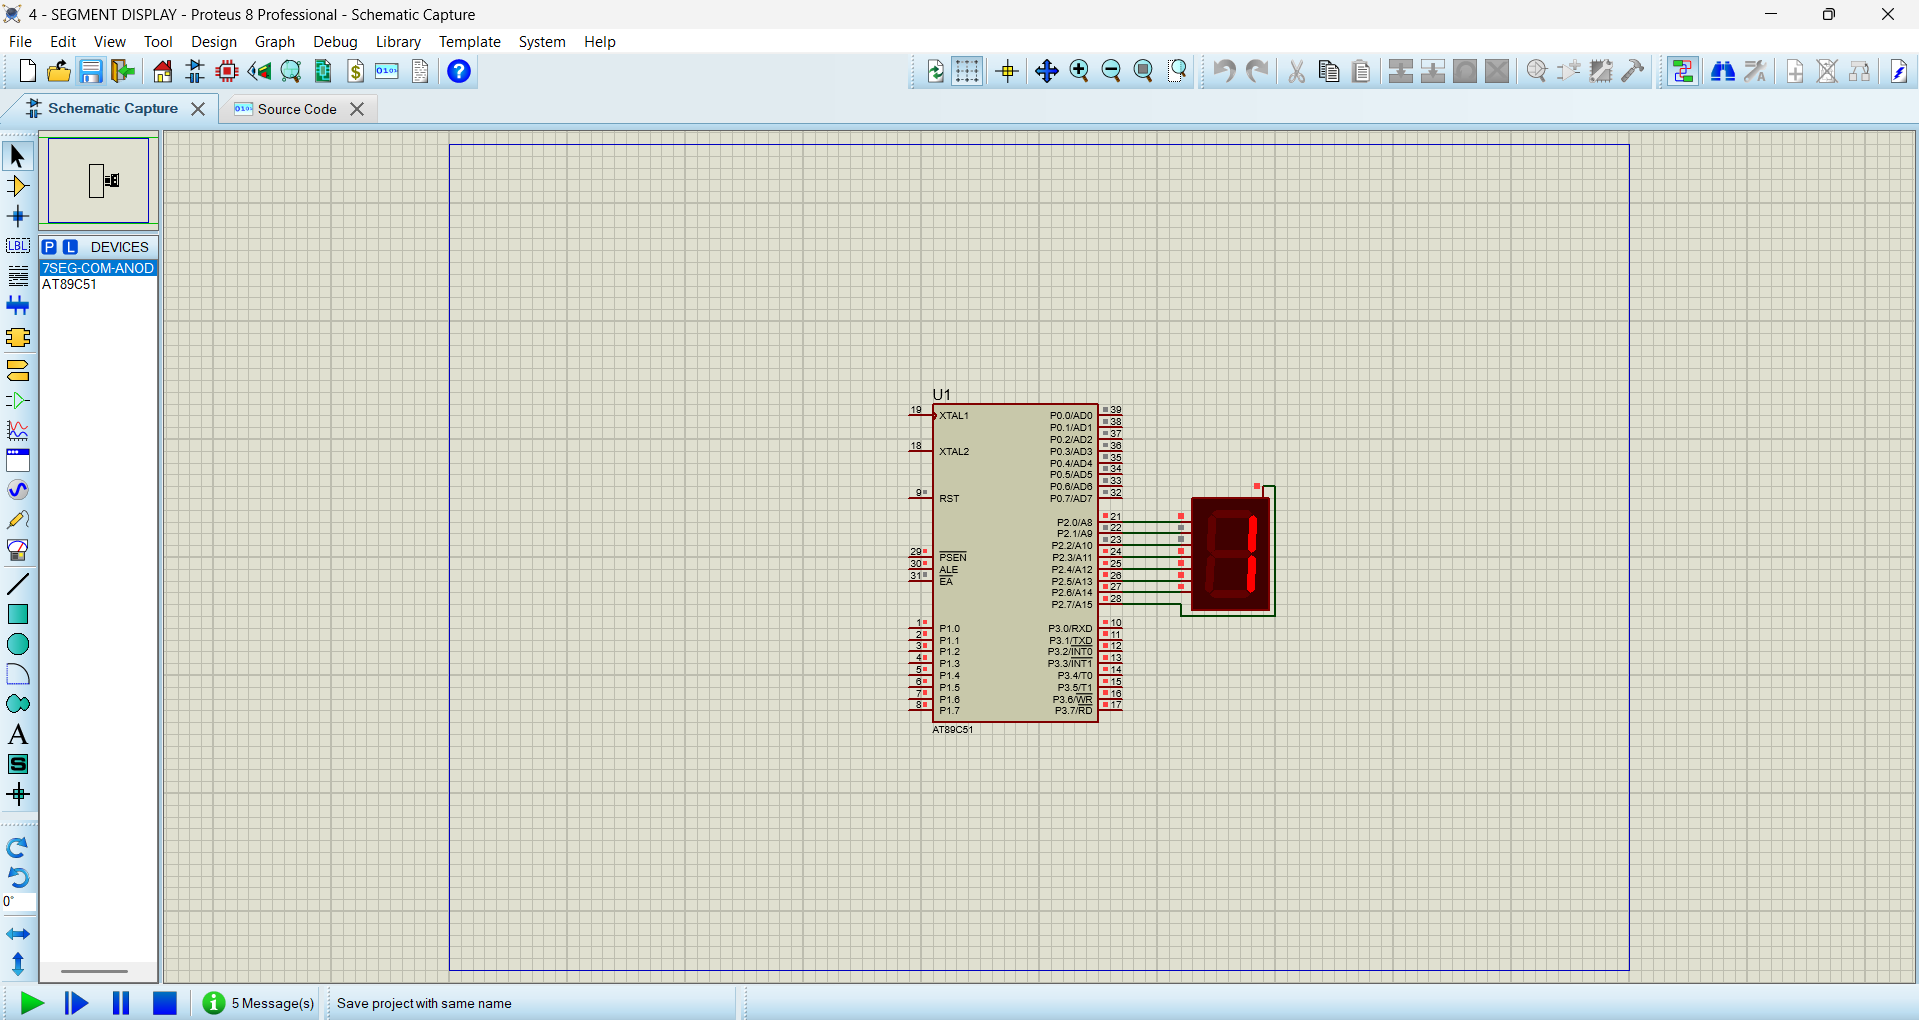 4 - SEGMENT DISPLAY - Proteus 8 Professional - Schematic Capture
File Edit View Tool Design Graph Debug Library Template System Help
Schematic Capture
Source Code
P L DEVICES
7SEG-COM-ANOD
AT89C51
LBL
A
S
0°
U1
19 XTAL1
18 XTAL2
9 RST
29 PSEN
30 ALE
31 EA
1 P1.0
2 P1.1
3 P1.2
4 P1.3
5 P1.4
6 P1.5
7 P1.6
8 P1.7
P0.0/AD0 39
P0.1/AD1 38
P0.2/AD2 37
P0.3/AD3 36
P0.4/AD4 35
P0.5/AD5 34
P0.6/AD6 33
P0.7/AD7 32
P2.0/A8 21
P2.1/A9 22
P2.2/A10 23
P2.3/A11 24
P2.4/A12 25
P2.5/A13 26
P2.6/A14 27
P2.7/A15 28
P3.0/RXD 10
P3.1/TXD 11
P3.2/INT0 12
P3.3/INT1 13
P3.4/T0 14
P3.5/T1 15
P3.6/WR 16
P3.7/RD 17
AT89C51
1
5 Message(s)
Save project with same name